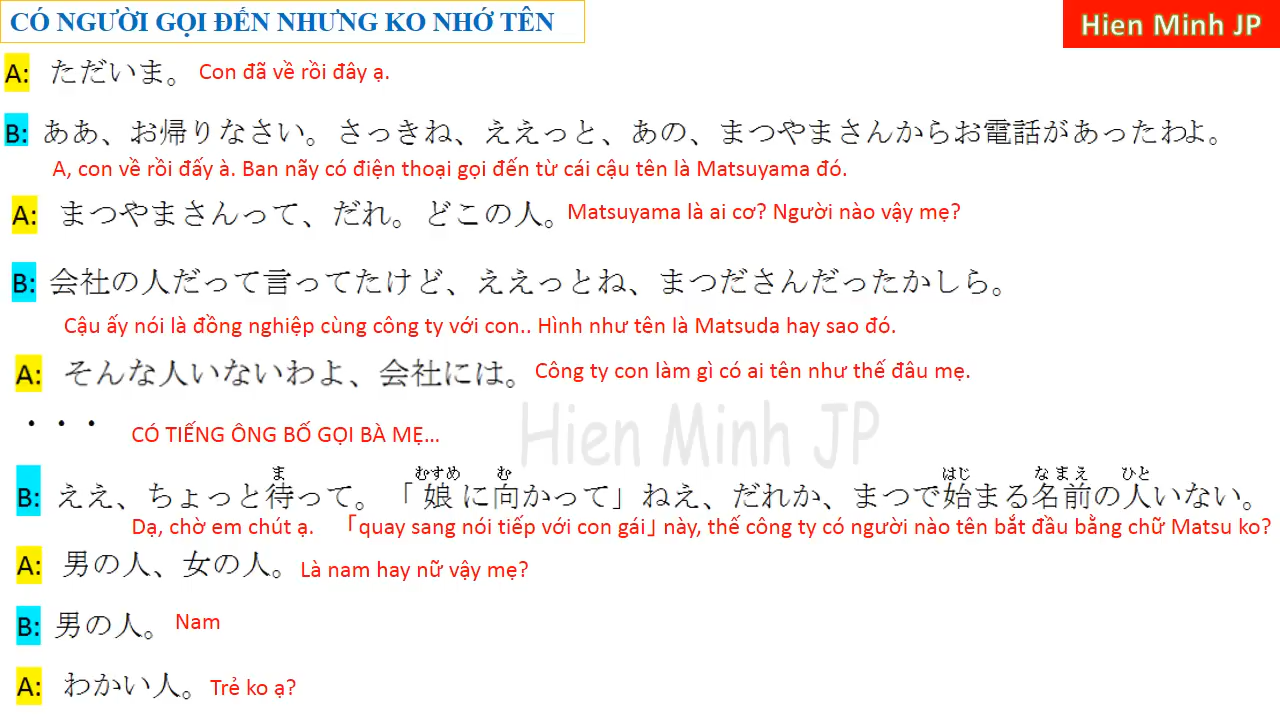 CÓ NGƯỜI GỌI ĐẾN NHƯNG KO NHỚ TÊN
Hien Minh JP
A: ただいま。 Con đã về rồi đây ạ.
B: ああ、お帰りなさい。さっきね、ええっと、あの、まつやまさんからお電話があったわよ。
A, con về rồi đấy à. Ban nãy có điện thoại gọi đến từ cái cậu tên là Matsuyama đó.
A: まつやまさんって、だれ。どこの人。 Matsuyama là ai cơ? Người nào vậy mẹ?
B: 会社の人だって言ってたけど、ええっとね、まつださんだったかしら。
Cậu ấy nói là đồng nghiệp cùng công ty với con.. Hình như tên là Matsuda hay sao đó.
A: そんな人いないわよ、会社には。 Công ty con làm gì có ai tên như thế đâu mẹ.
・・・ CÓ TIẾNG ÔNG BỐ GỌI BÀ MẸ...
Hien Minh JP
ま むすめ む はじ なまえ ひと
B: ええ、ちょっと待って。「娘に向かって」ねえ、だれか、まつで始まる名前の人いない。
Dạ, chờ em chút ạ. 「quay sang nói tiếp với con gái」này, thế công ty có người nào tên bắt đầu bằng chữ Matsu ko?
A: 男の人、女の人。 Là nam hay nữ vậy mẹ?
B: 男の人。 Nam
A: わかい人。 Trẻ ko ạ?